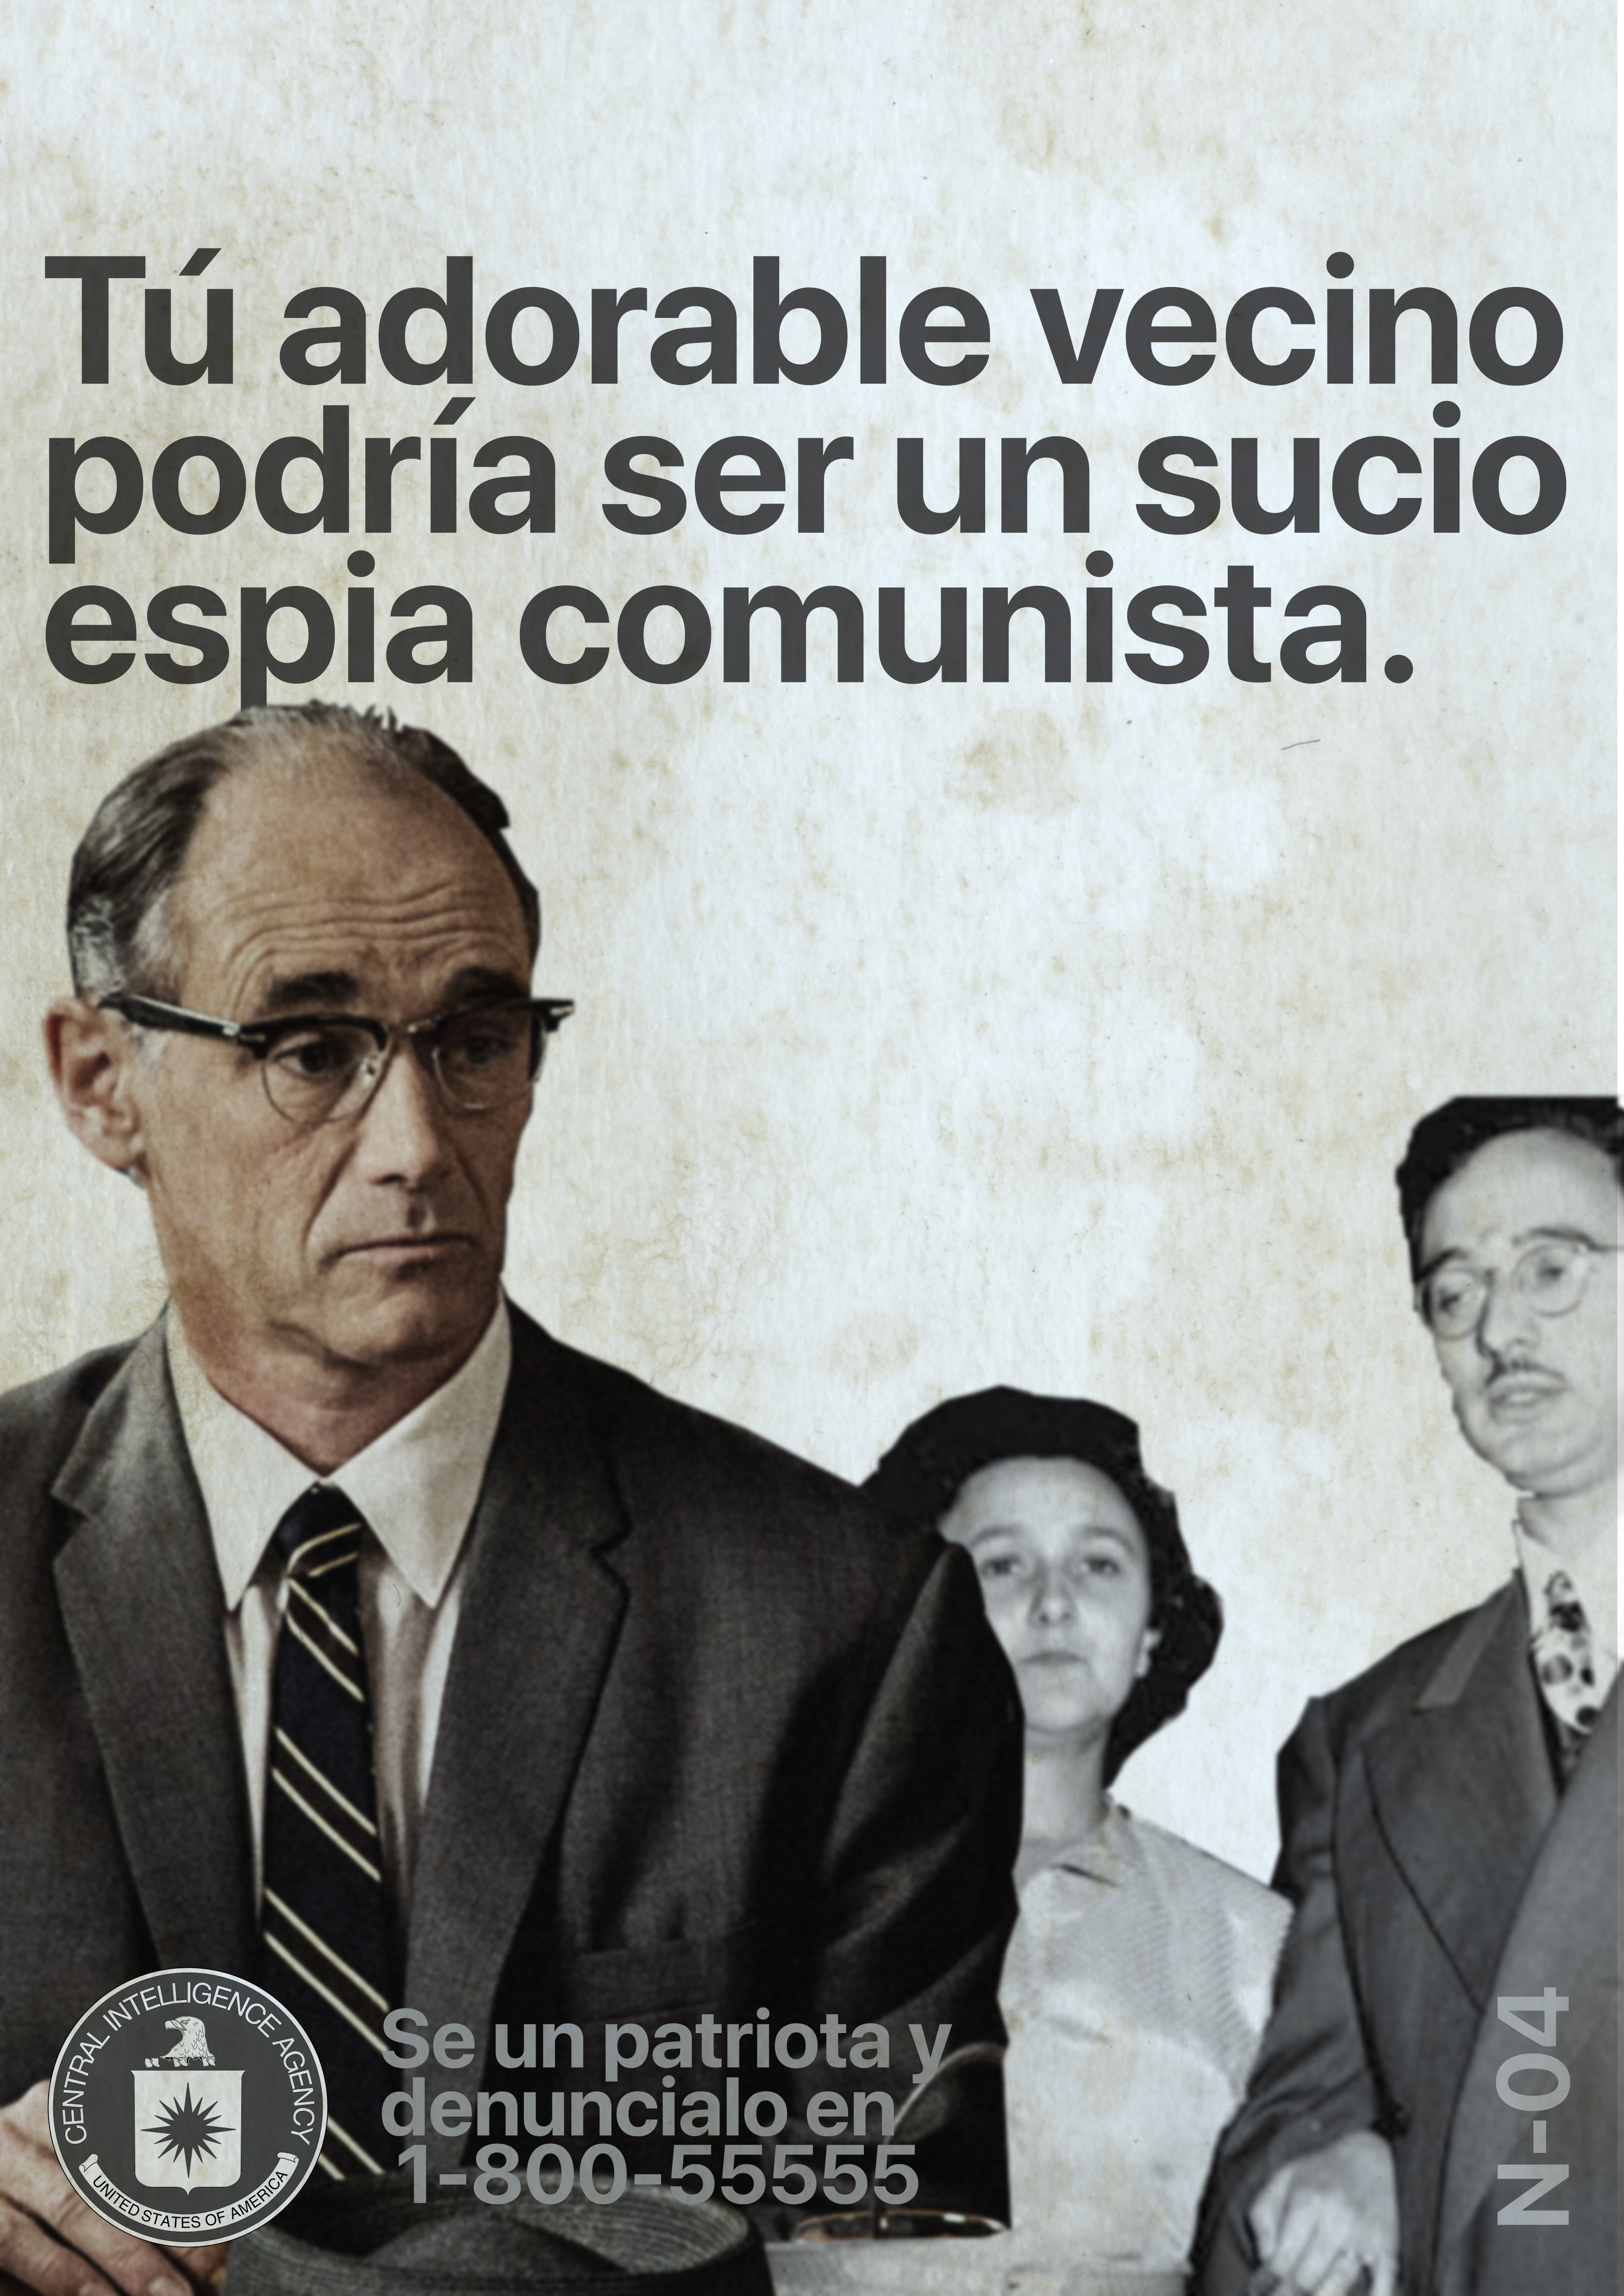 Tú adorable vecino
podría ser un sucio
espia comunista.
CENTRAL INTELLIGENCE AGENCY
UNITED STATES OF AMERICA
Se un patriota y
denuncialo en
1-800-55555
N-04